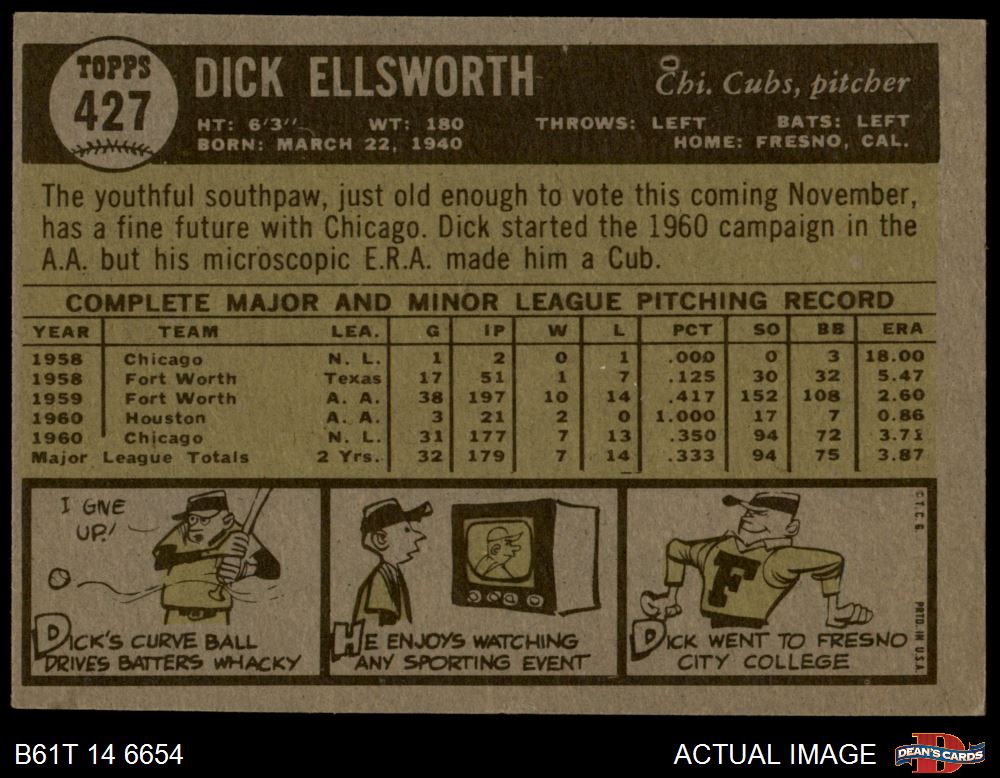 TOPPS
427
DICK ELLSWORTH
Chi. Cubs, pitcher
HT: 6'3" WT: 180 THROWS: LEFT BATS: LEFT
BORN: MARCH 22, 1940 HOME: FRESNO, CAL.
The youthful southpaw, just old enough to vote this coming November,
has a fine future with Chicago. Dick started the 1960 campaign in the
A.A. but his microscopic E.R.A. made him a Cub.
COMPLETE MAJOR AND MINOR LEAGUE PITCHING RECORD
YEAR TEAM LEA. G IP W L PCT SO BB ERA
1958 Chicago N. L. 1 2 0 1 .000 0 3 18.00
1958 Fort Worth Texas 17 51 1 7 .125 30 32 5.47
1959 Fort Worth A. A. 38 197 10 14 .417 152 108 2.60
1960 Houston A. A. 3 21 2 0 1.000 17 7 0.86
1960 Chicago N. L. 31 177 7 13 .350 94 72 3.71
Major League Totals 2 Yrs. 32 179 7 14 .333 94 75 3.87
I GIVE
UP!
DICK'S CURVE BALL
DRIVES BATTERS WHACKY
HE ENJOYS WATCHING
ANY SPORTING EVENT
F
DICK WENT TO FRESNO
CITY COLLEGE
© T. C. G.
PRTD. IN U.S.A.
B61T 14 6654
ACTUAL IMAGE
D
DEAN'S CARDS